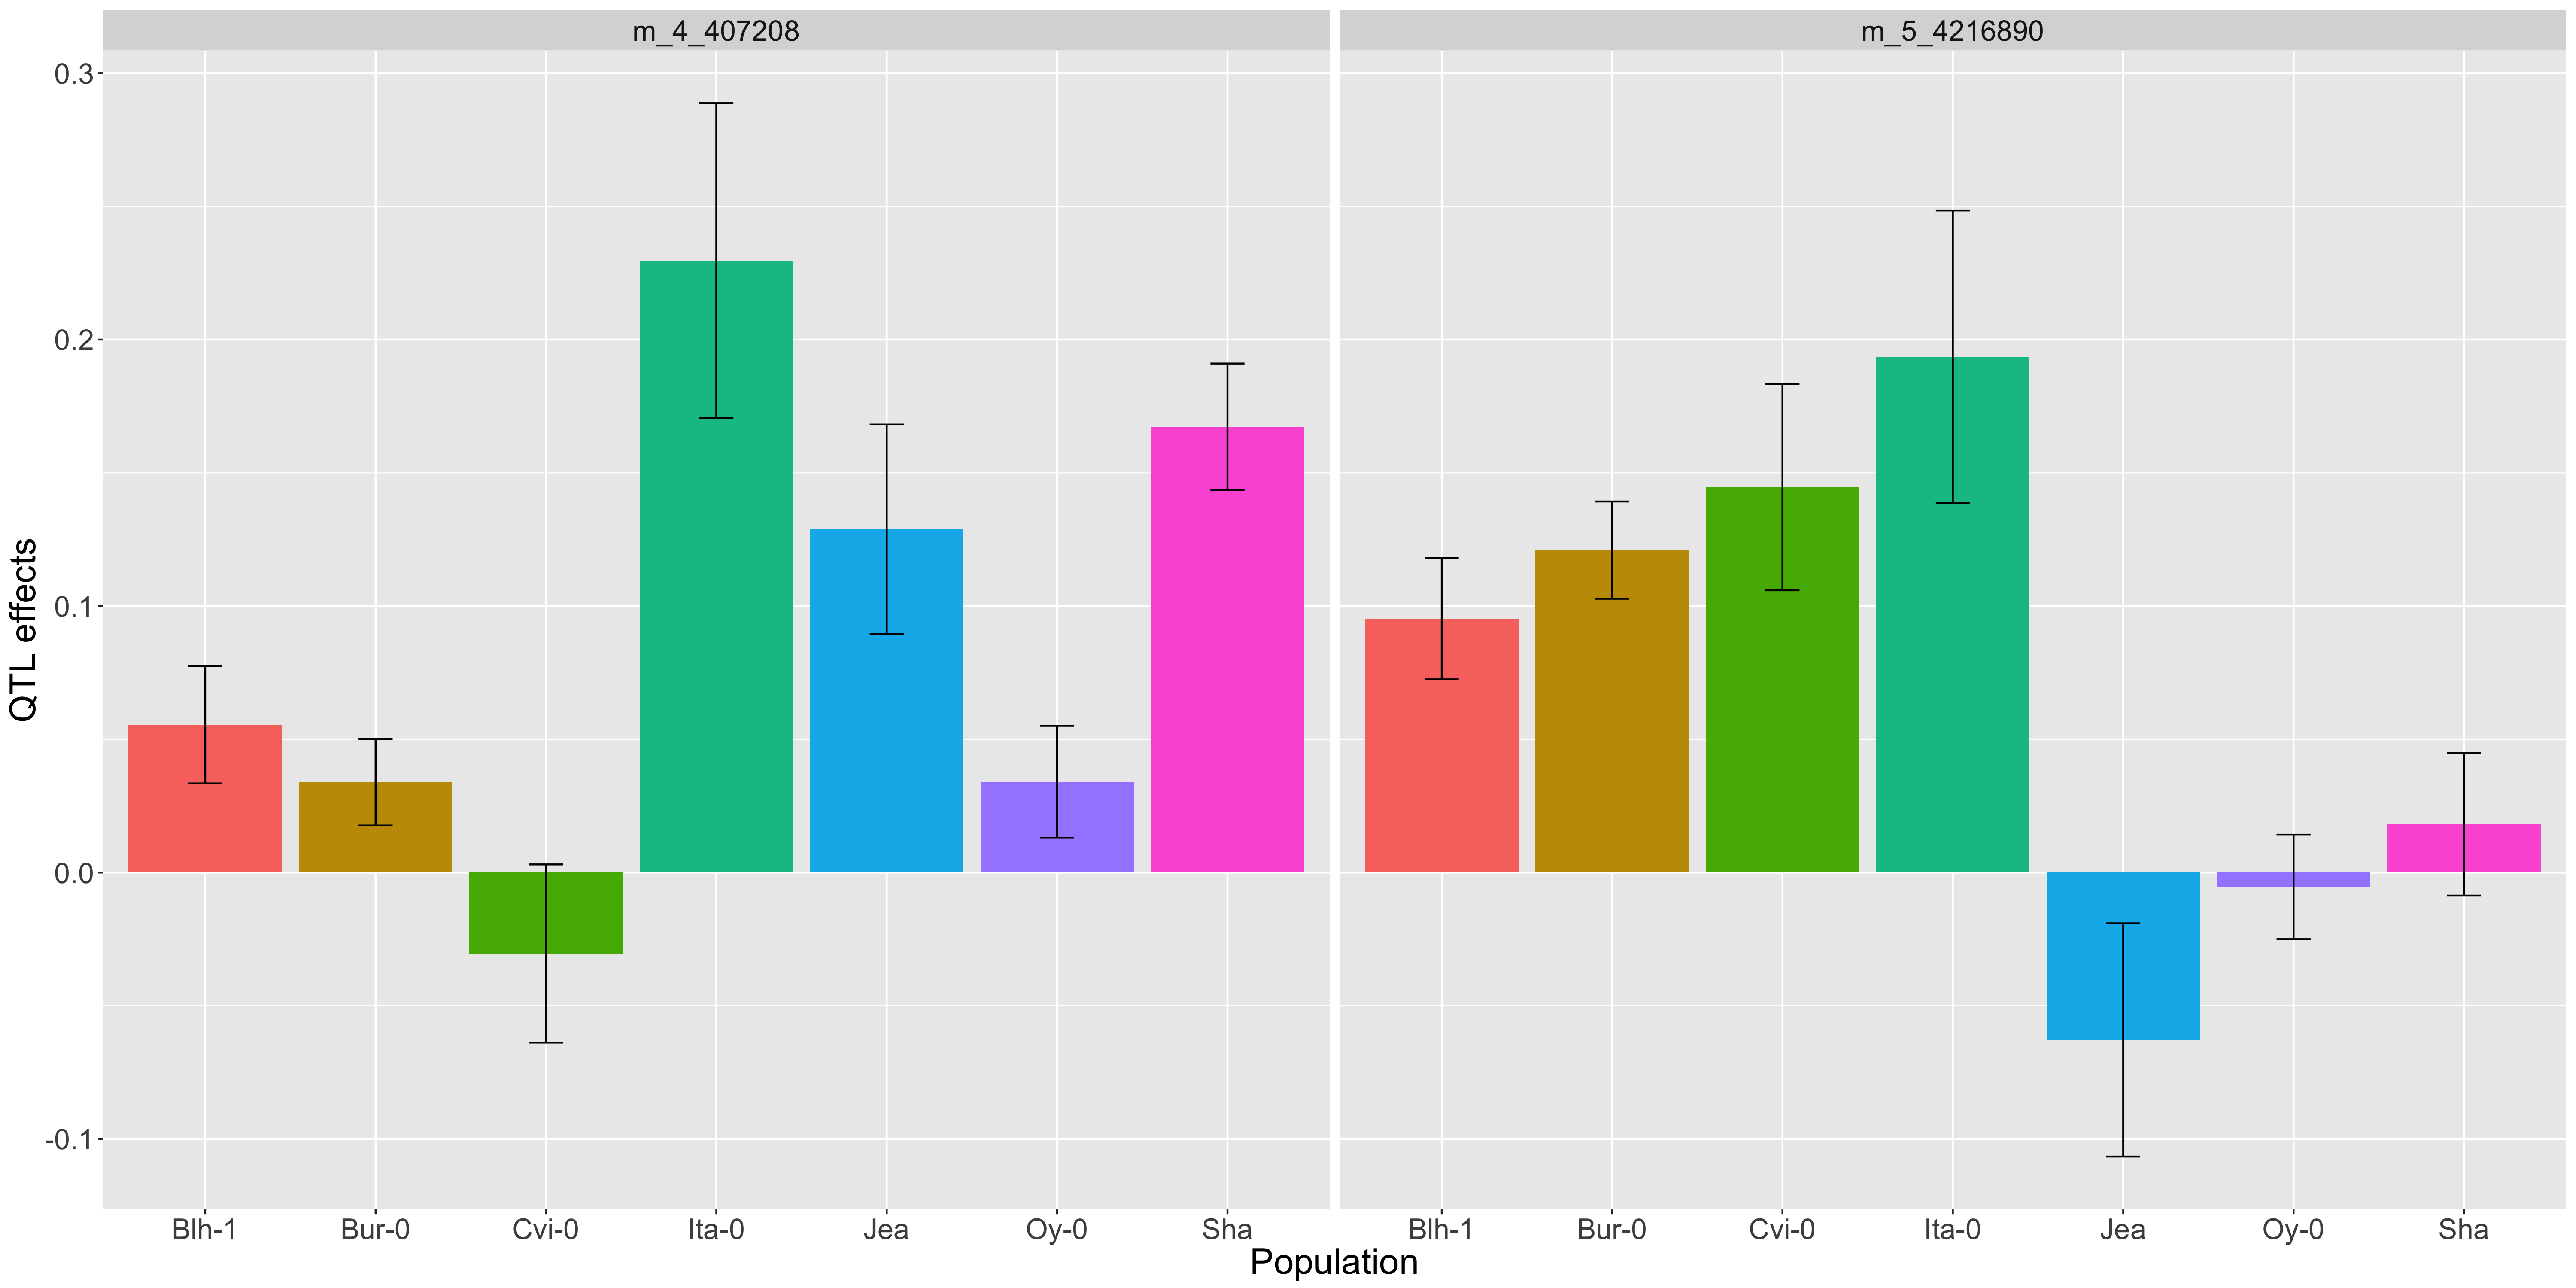 m_4_407208
m_5_4216890
QTL effects
0.3
0.2
0.1
0.0
-0.1
Blh-1 Bur-0 Cvi-0 Ita-0 Jea Oy-0 Sha
Blh-1 Bur-0 Cvi-0 Ita-0 Jea Oy-0 Sha
Population